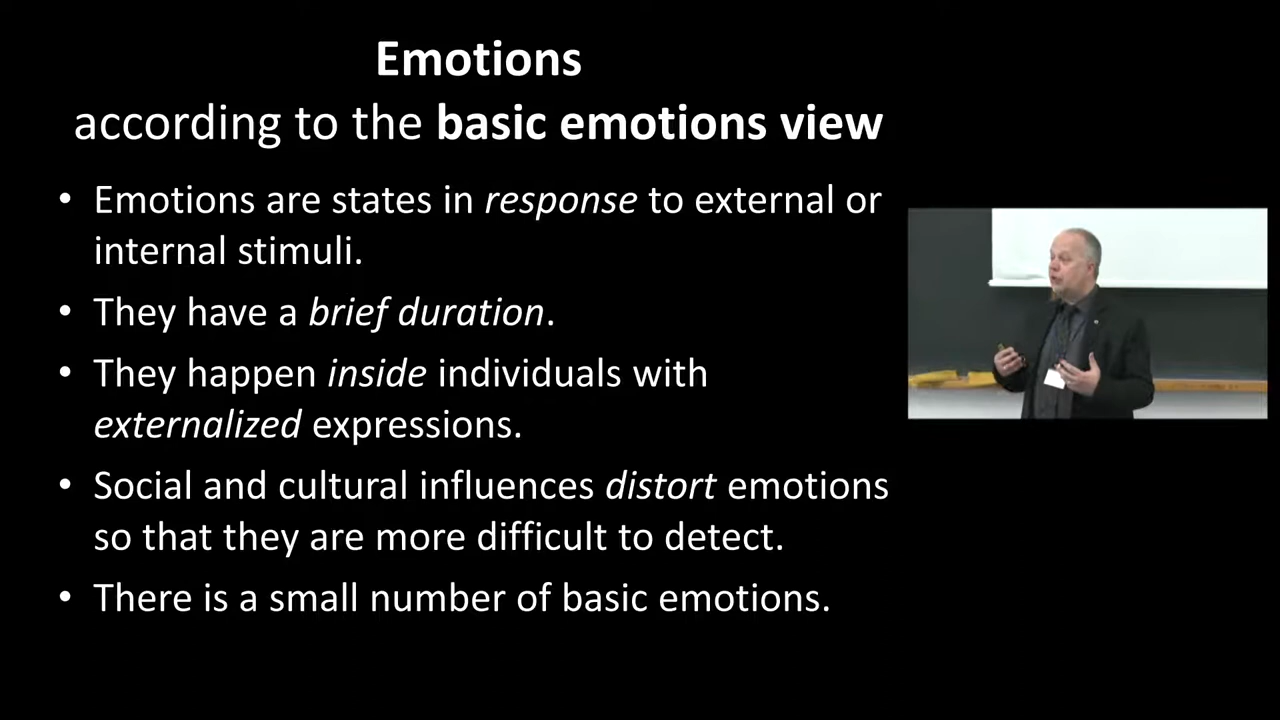 Emotions
according to the basic emotions view
• Emotions are states in response to external or
internal stimuli.
• They have a brief duration.
• They happen inside individuals with
externalized expressions.
• Social and cultural influences distort emotions
so that they are more difficult to detect.
• There is a small number of basic emotions.